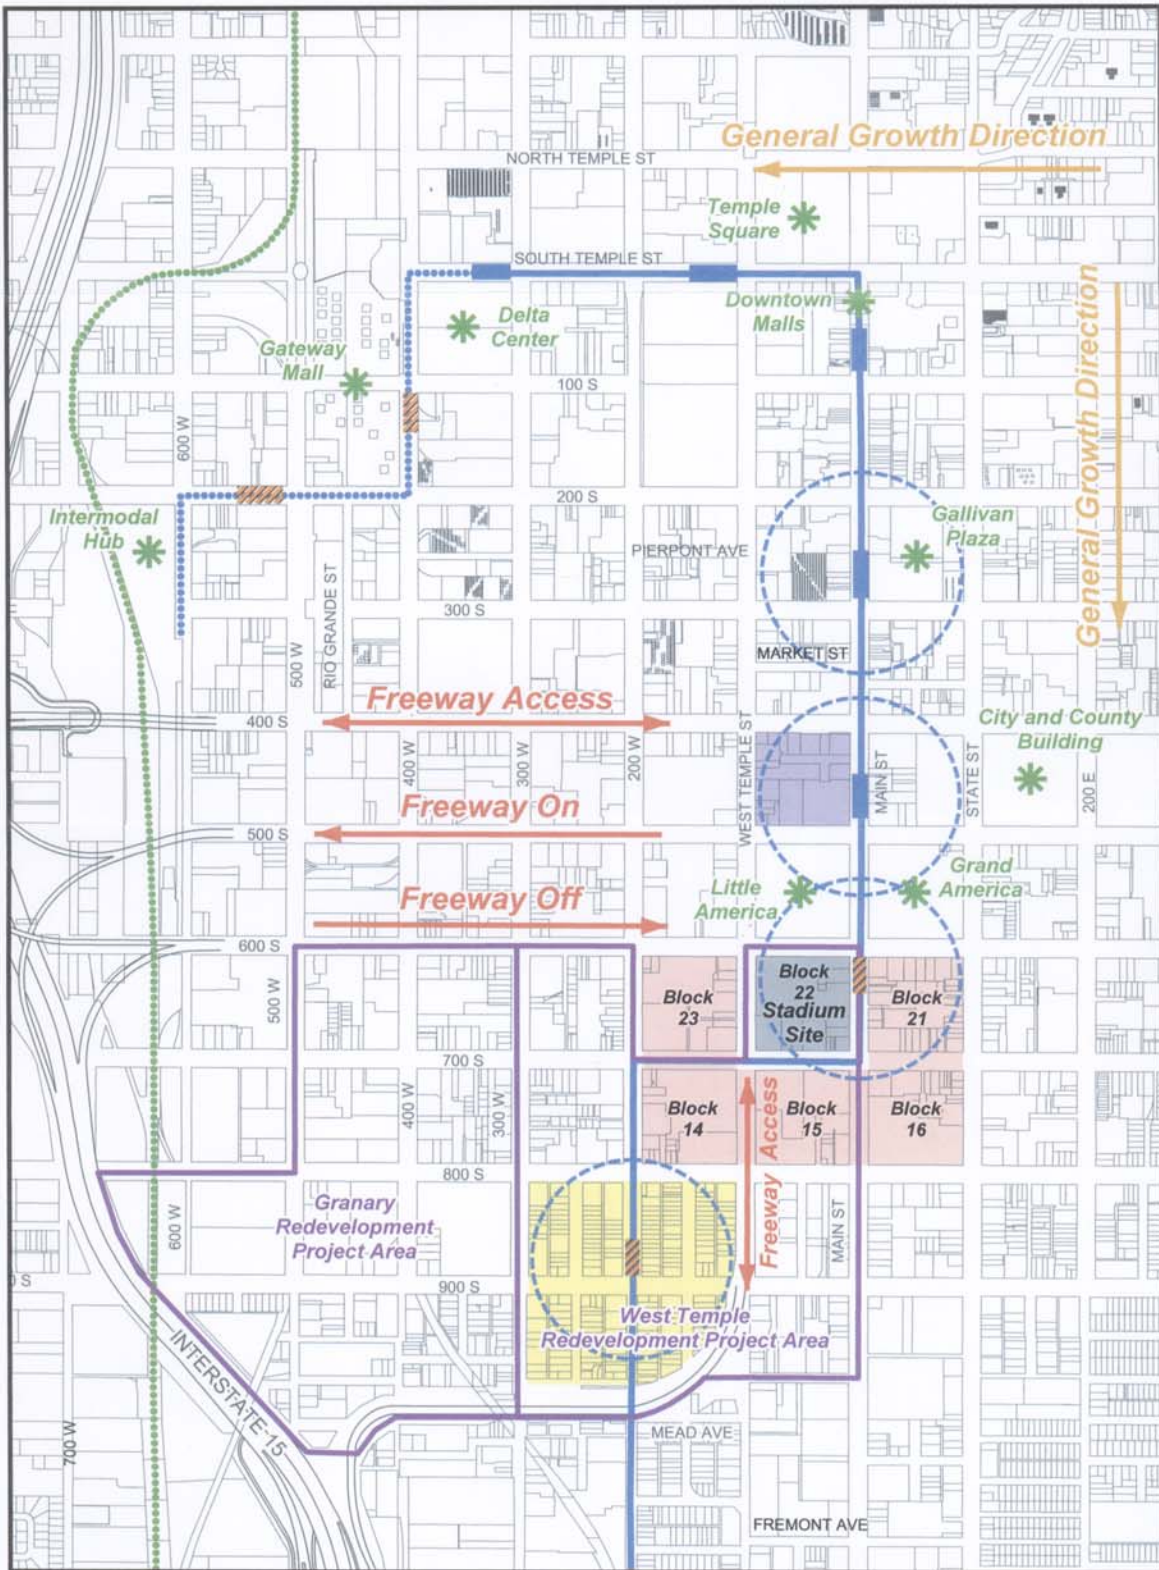 General Growth Direction
NORTH TEMPLE ST
Temple
Square
SOUTH TEMPLE ST
Delta
Center
Downtown
Malls
General Growth Direction
Gateway
Mall
100 S
600 W
200 S
Intermodal
Hub
Gallivan
Plaza
PIERPONT AVE
RIO GRANDE ST
300 S
500 W
MARKET ST
Freeway Access
400 S
City and County
Building
400 W
300 W
200 W
WEST TEMPLE ST
MAIN ST
STATE ST
200 E
Freeway On
500 S
Little
America
Grand
America
Freeway Off
600 S
500 W
Block
23
Block
22
Stadium
Site
Block
21
700 S
400 W
300 W
Block
14
Block
15
Block
16
Freeway Access
800 S
Granary
Redevelopment
Project Area
600 W
MAIN ST
0 S
900 S
West Temple
Redevelopment Project Area
INTERSTATE 15
700 W
MEAD AVE
FREMONT AVE